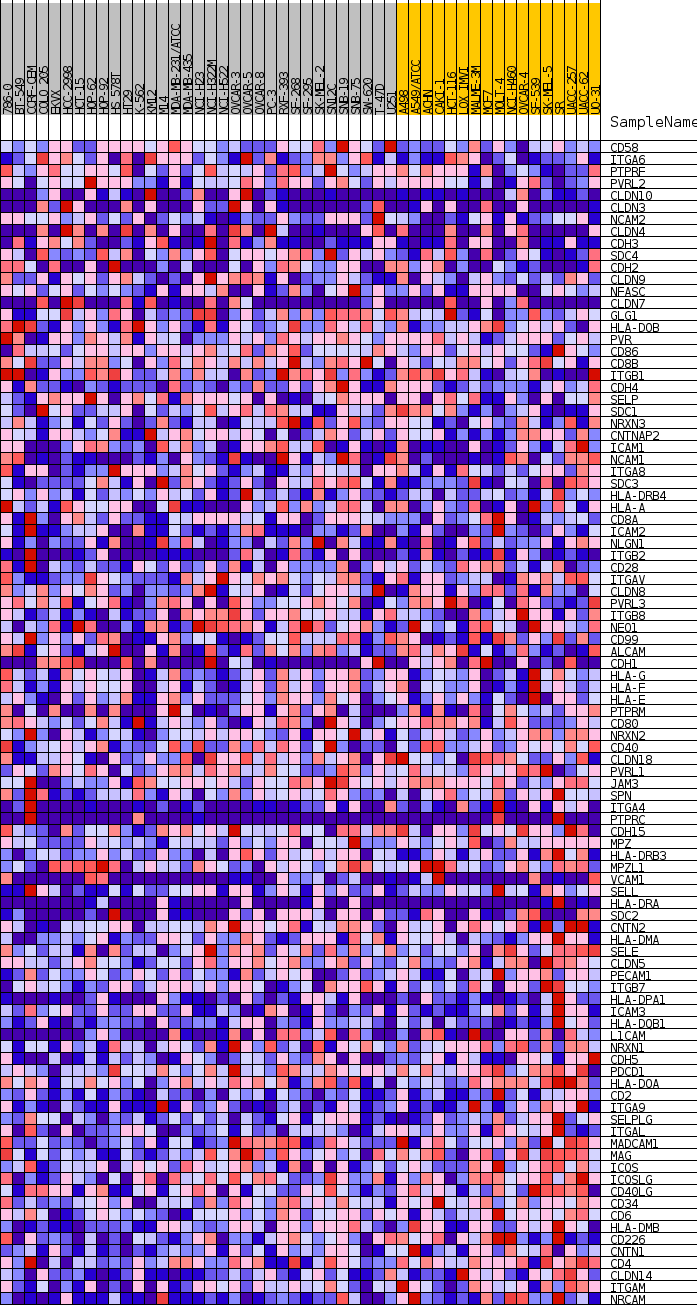 786-0
BT-549
CCRF-CEM
COLO 205
EKVX
HCC-2998
HCT-15
HOP-62
HOP-92
HS 578T
HT29
K-562
KM12
M14
MDA-MB-231/ATCC
MDA-MB-435
NCI-H23
NCI-H322M
NCI-H522
OVCAR-3
OVCAR-5
OVCAR-8
PC-3
RXF-393
SF-268
SF-295
SK-MEL-2
SN12C
SNB-19
SNB-75
SW-620
T-47D
U251
A498
A549/ATCC
ACHN
CAKI-1
HCT-116
LOX IMVI
MALME-3M
MCF7
MOLT-4
NCI-H460
OVCAR-4
SF-539
SK-MEL-5
SR
UACC-257
UACC-62
UO-31
SampleName
CD58
ITGA6
PTPRF
PVRL2
CLDN10
CLDN3
NCAM2
CLDN4
CDH3
SDC4
CDH2
CLDN9
NFASC
CLDN7
GLG1
HLA-DOB
PVR
CD86
CD8B
ITGB1
CDH4
SELP
SDC1
NRXN3
CNTNAP2
ICAM1
NCAM1
ITGA8
SDC3
HLA-DRB4
HLA-A
CD8A
ICAM2
NLGN1
ITGB2
CD28
ITGAV
CLDN8
PVRL3
ITGB8
NEO1
CD99
ALCAM
CDH1
HLA-G
HLA-F
HLA-E
PTPRM
CD80
NRXN2
CD40
CLDN18
PVRL1
JAM3
SPN
ITGA4
PTPRC
CDH15
MPZ
HLA-DRB3
MPZL1
VCAM1
SELL
HLA-DRA
SDC2
CNTN2
HLA-DMA
SELE
CLDN5
PECAM1
ITGB7
HLA-DPA1
ICAM3
HLA-DQB1
L1CAM
NRXN1
CDH5
PDCD1
HLA-DOA
CD2
ITGA9
SELPLG
ITGAL
MADCAM1
MAG
ICOS
ICOSLG
CD40LG
CD34
CD6
HLA-DMB
CD226
CNTN1
CD4
CLDN14
ITGAM
NRCAM